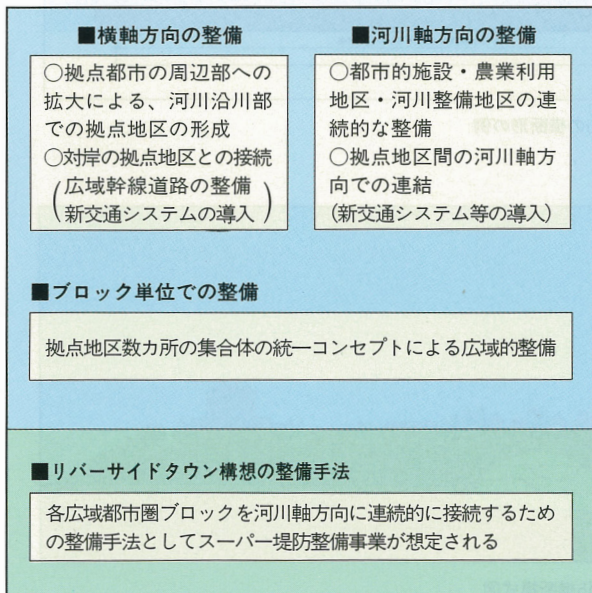 ■横軸方向の整備
○拠点都市の周辺部への
拡大による、河川沿川部
での拠点地区の形成
○対岸の拠点地区との接続
(広域幹線道路の整備
新交通システムの導入)
■河川軸方向の整備
○都市的施設・農業利用
地区・河川整備地区の連
続的な整備
○拠点地区間の河川軸方
向での連結
(新交通システム等の導入)
■ブロック単位での整備
拠点地区数カ所の集合体の統一コンセプトによる広域的整備
■リバーサイドタウン構想の整備手法
各広域都市圏ブロックを河川軸方向に連続的に接続するため
の整備手法としてスーパー堤防整備事業が想定される